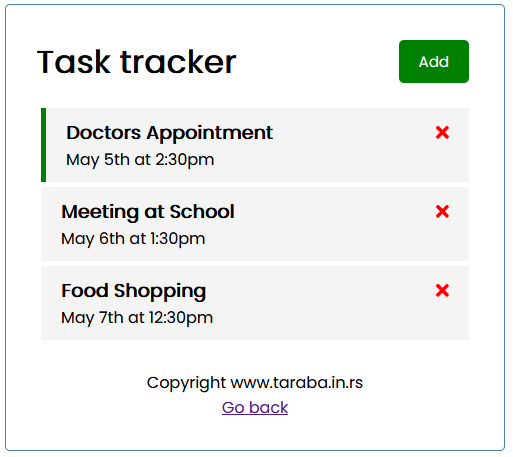 Task tracker
Add
Doctors Appointment
May 5th at 2:30pm
Meeting at School
May 6th at 1:30pm
Food Shopping
May 7th at 12:30pm
Copyright www.taraba.in.rs
Go back